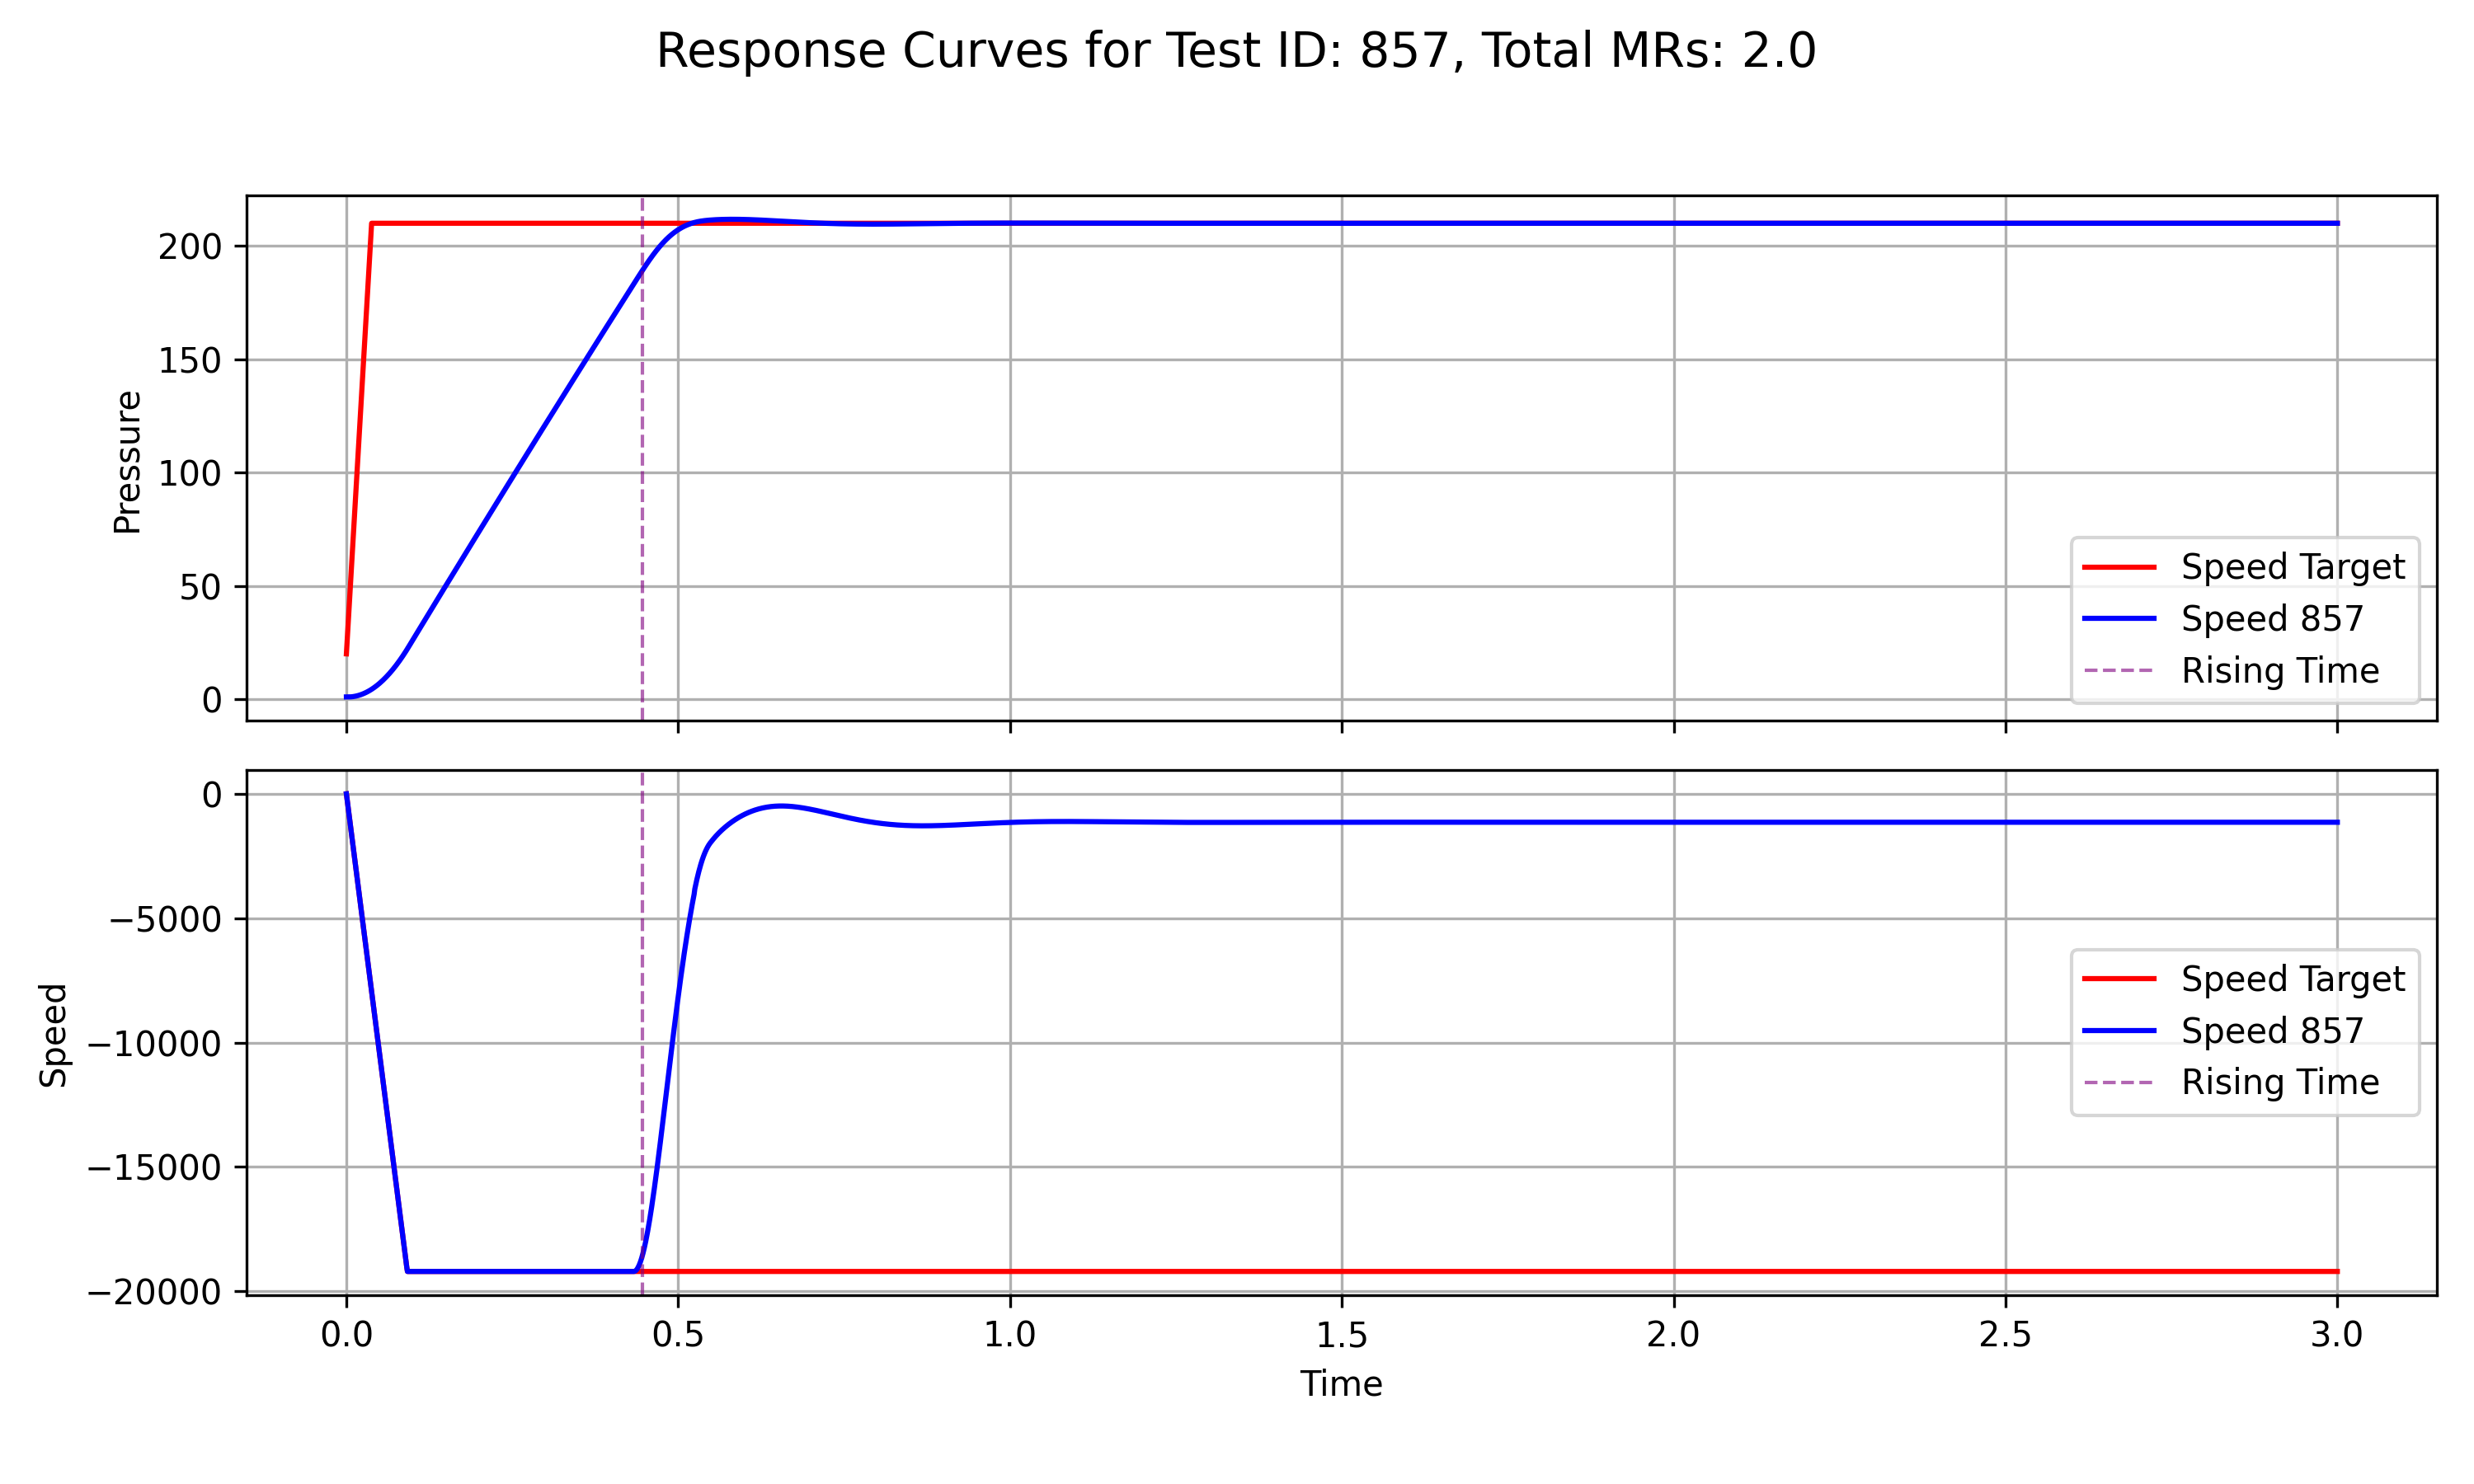 Response Curves for Test ID: 857, Total MRs: 2.0
Pressure
200
150
100
50
0
Speed Target
Speed 857
Rising Time
Speed
0
−5000
−10000
−15000
−20000
Speed Target
Speed 857
Rising Time
0.0 0.5 1.0 1.5 2.0 2.5 3.0
Time